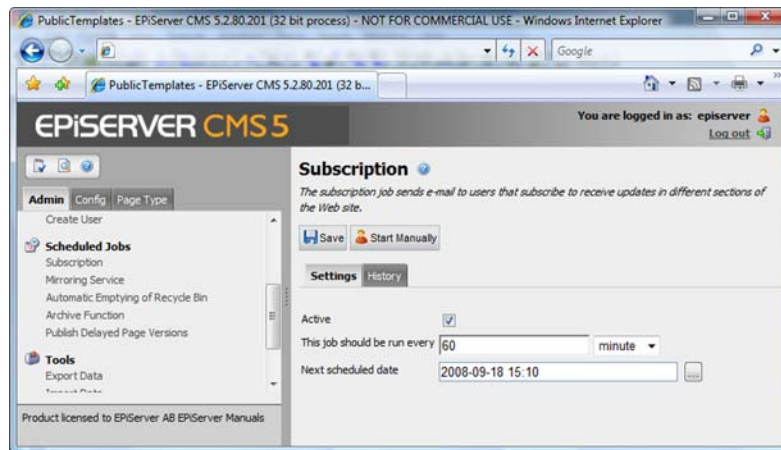 PublicTemplates - EPiServer CMS 5.2.80.201 (32 bit process) - NOT FOR COMMERCIAL USE - Windows Internet Explorer
Google
PublicTemplates - EPiServer CMS 5.2.80.201 (32 b...
EPiSERVER CMS 5
You are logged in as: episerver
Log out
Admin Config Page Type
Create User
Scheduled Jobs
Subscription
Mirroring Service
Automatic Emptying of Recycle Bin
Archive Function
Publish Delayed Page Versions
Tools
Export Data
Product licensed to EPiServer AB EPiServer Manuals
Subscription
The subscription job sends e-mail to users that subscribe to receive updates in different sections of
the Web site.
Save Start Manually
Settings History
Active
This job should be run every 60 minute
Next scheduled date 2008-09-18 15:10 ...